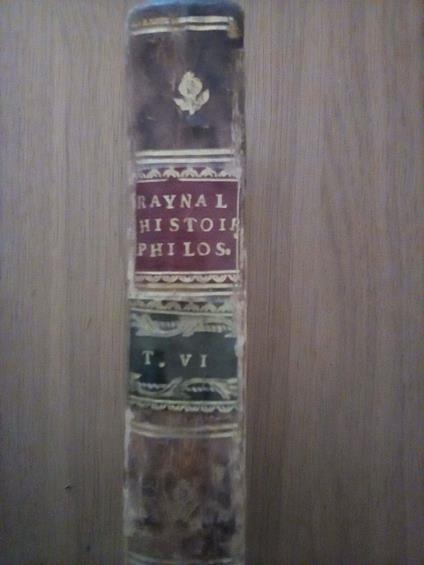 RAYNAL
HISTOIR
PHILOS.
T. VI